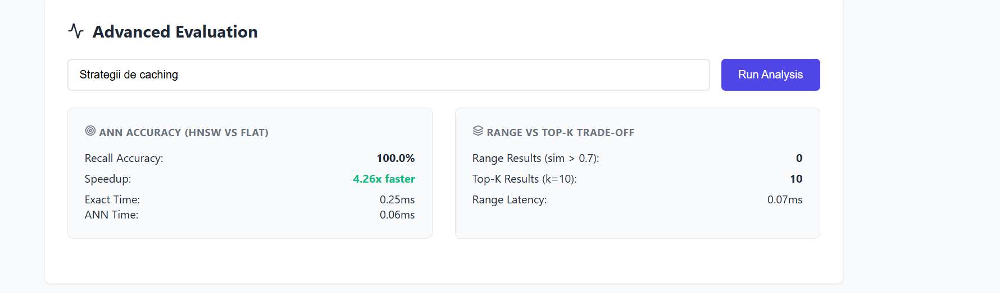 Advanced Evaluation
Strategii de caching
Run Analysis
ANN ACCURACY (HNSW VS FLAT)
Recall Accuracy: 100.0%
Speedup: 4.26x faster
Exact Time: 0.25ms
ANN Time: 0.06ms
RANGE VS TOP-K TRADE-OFF
Range Results (sim > 0.7): 0
Top-K Results (k=10): 10
Range Latency: 0.07ms